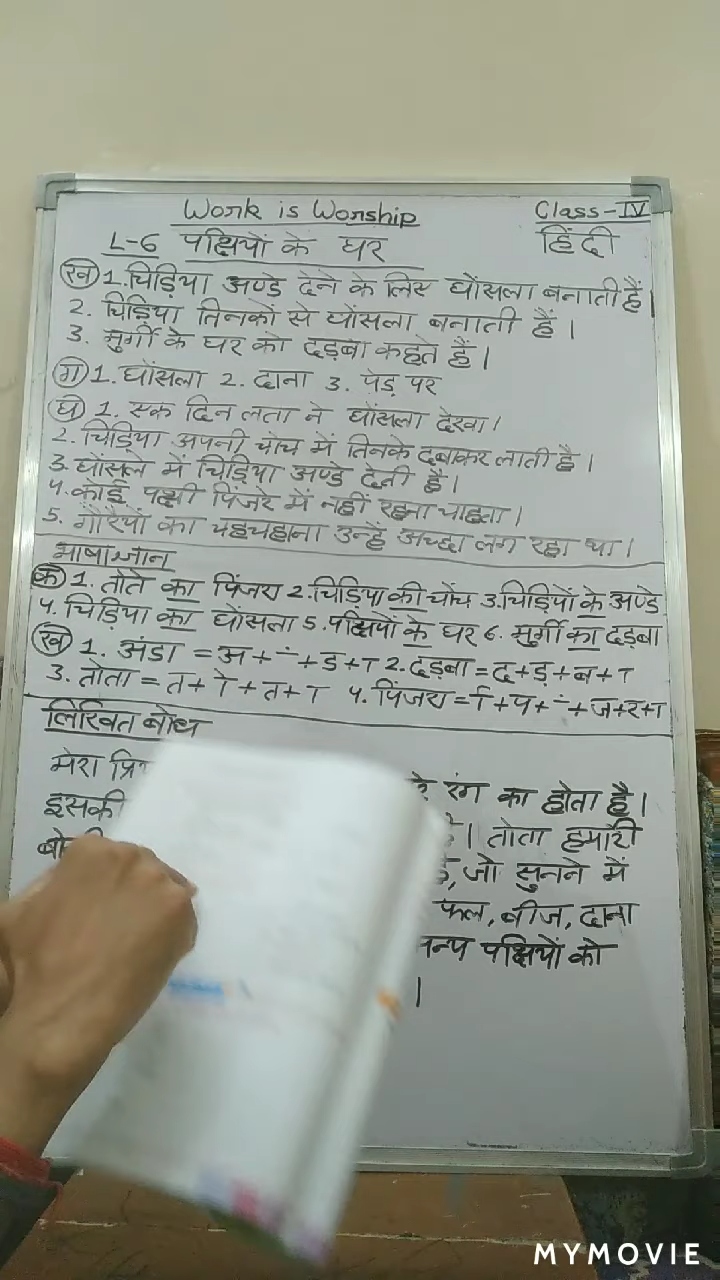 Work is Worship
Class-IV
L-6 पक्षियों के घर
हिंदी
ख 1. चिड़िया अण्डे देने के लिए घोंसला बनाती है।
2. चिड़िया तिनकों से घोंसला बनाती है।
3. मुर्गी के घर को दड़बा कहते हैं।
ग 1. घोंसला 2. दाना 3. पेड़ पर
घ 1. एक दिन लता ने घोंसला देखा।
2. चिड़िया अपनी चोंच में तिनके दबाकर लाती है।
3. घोंसले में चिड़िया अण्डे देती है।
4. कोई पक्षी पिंजरे में नहीं रहना चाहता।
5. गौरैयों का चहचहाना उन्हें अच्छा लग रहा था।
भाषा ज्ञान
क 1. तोते का पिंजरा 2. चिड़िया की चोंच 3. चिड़ियों के अण्डे
4. चिड़िया का घोंसला 5. पक्षियों के घर 6. मुर्गी का दड़बा
ख 1. अंडा = अ + ं + ड + ा 2. दड़बा = द + ड़ + ब + ा
3. तोता = त + ो + त + ा 4. पिंजरा = ि + प + ं + ज + र + ा
लिखित बोध
मेरा रंग का होता है।
इसकी । तोता हमारी
, जो सुनने में
फल, बीज, दाना
पक्षियों को
।
MYMOVIE